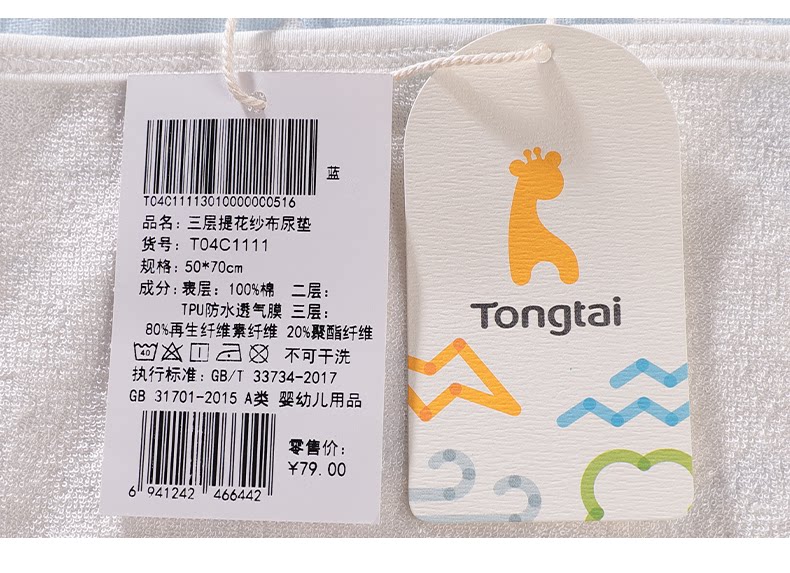 蓝
T04C11113010000000516
品名: 三层提花纱布尿垫
货号: T04C1111
规格: 50*70cm
成分: 表层: 100%棉 二层:
TPU防水透气膜 三层:
80%再生纤维素纤维 20%聚酯纤维
40 不可干洗
执行标准: GB/T 33734-2017
GB 31701-2015 A类 婴幼儿用品
零售价:
¥79.00
6 941242 466442
Tongtai